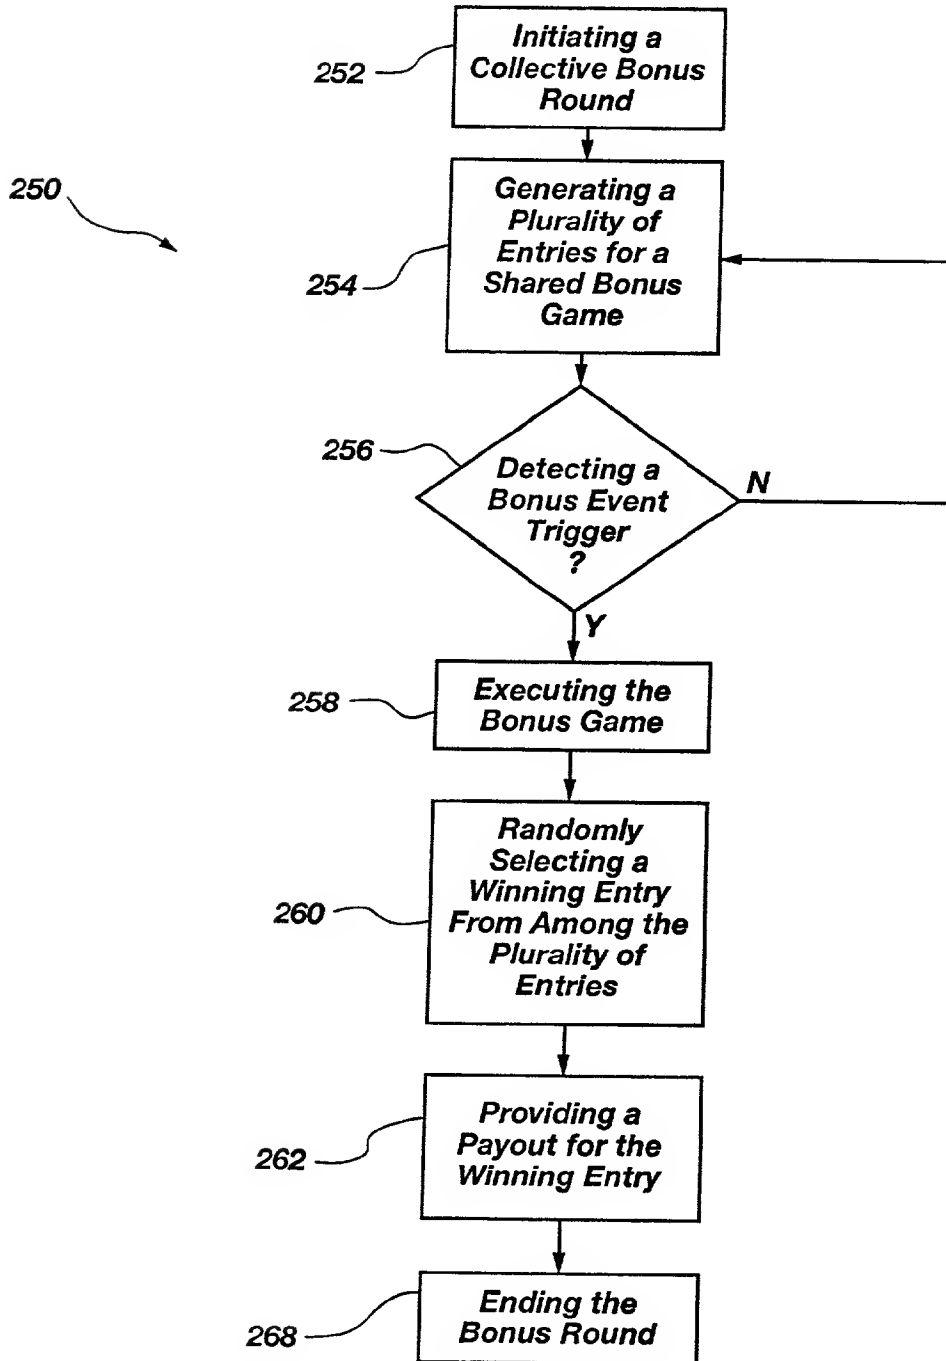 Initiating a
Collective Bonus
Round
252
250
Generating a
Plurality of
Entries for a
Shared Bonus
Game
254
256
Detecting a
Bonus Event
Trigger
?
N
Y
258
Executing the
Bonus Game
Randomly
Selecting a
Winning Entry
From Among the
Plurality of
Entries
260
Providing a
Payout for the
Winning Entry
262
Ending the
Bonus Round
268